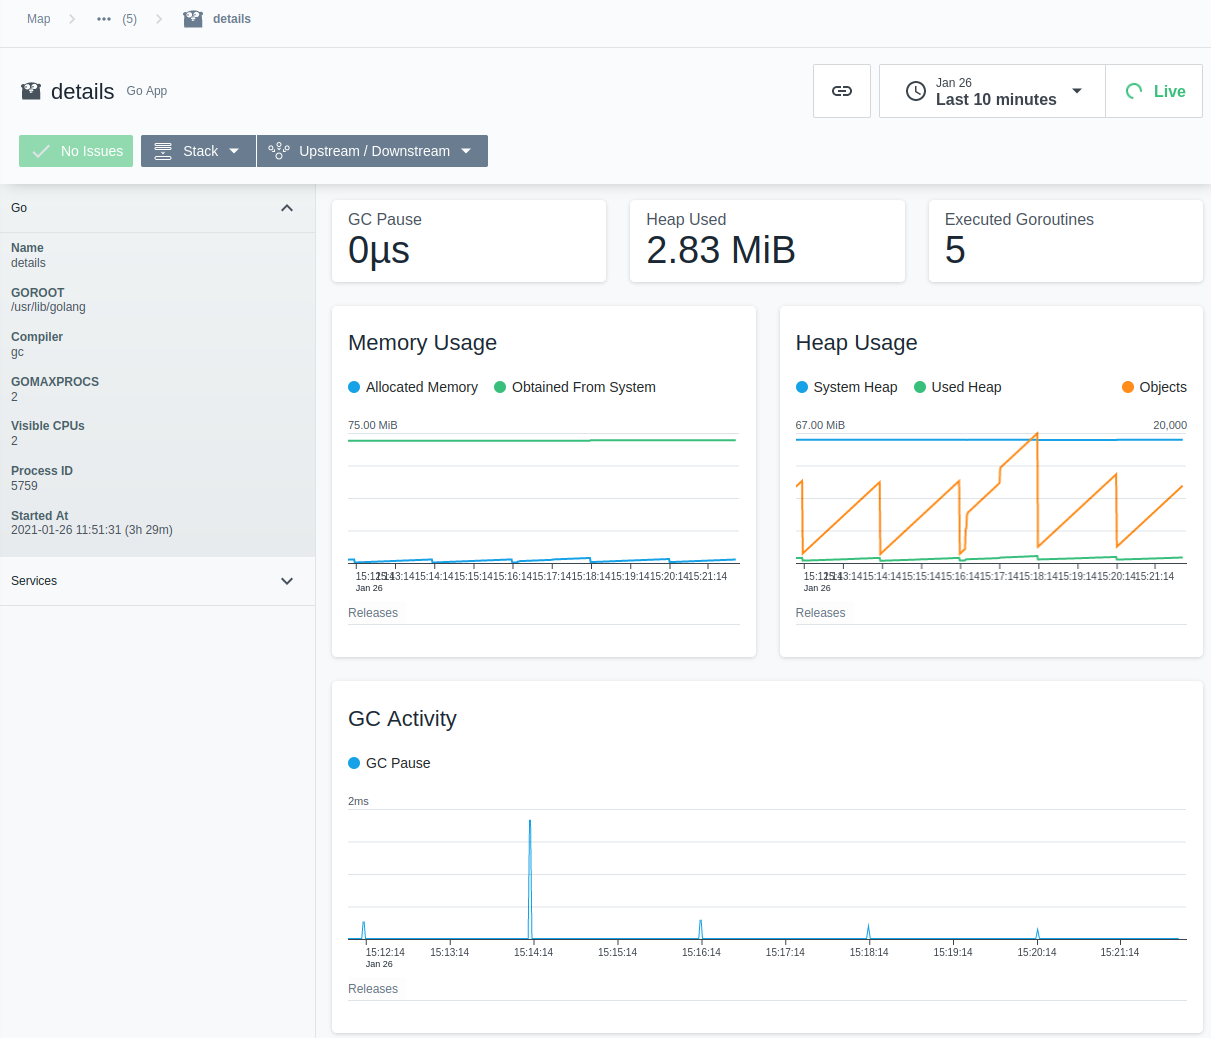 Map ••• (5) details
details Go App
Jan 26
Last 10 minutes
Live
No Issues
Stack
Upstream / Downstream
Go
Name
details
GOROOT
/usr/lib/golang
Compiler
gc
GOMAXPROCS
2
Visible CPUs
2
Process ID
5759
Started At
2021-01-26 11:51:31 (3h 29m)
Services
GC Pause
0µs
Heap Used
2.83 MiB
Executed Goroutines
5
Memory Usage
Allocated Memory Obtained From System
75.00 MiB
15:12:14 15:13:14 15:14:14 15:15:14 15:16:14 15:17:14 15:18:14 15:19:14 15:20:14 15:21:14
Jan 26
Releases
Heap Usage
System Heap Used Heap Objects
67.00 MiB 20,000
15:12:14 15:13:14 15:14:14 15:15:14 15:16:14 15:17:14 15:18:14 15:19:14 15:20:14 15:21:14
Jan 26
Releases
GC Activity
GC Pause
2ms
15:12:14 15:13:14 15:14:14 15:15:14 15:16:14 15:17:14 15:18:14 15:19:14 15:20:14 15:21:14
Jan 26
Releases